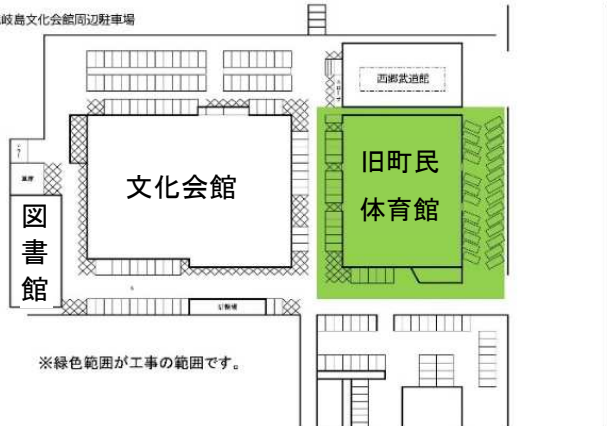 岐島文化会館周辺駐車場
西郷武道館
旧町民
体育館
文化会館
図書館
車庫
※緑色範囲が工事の範囲です。